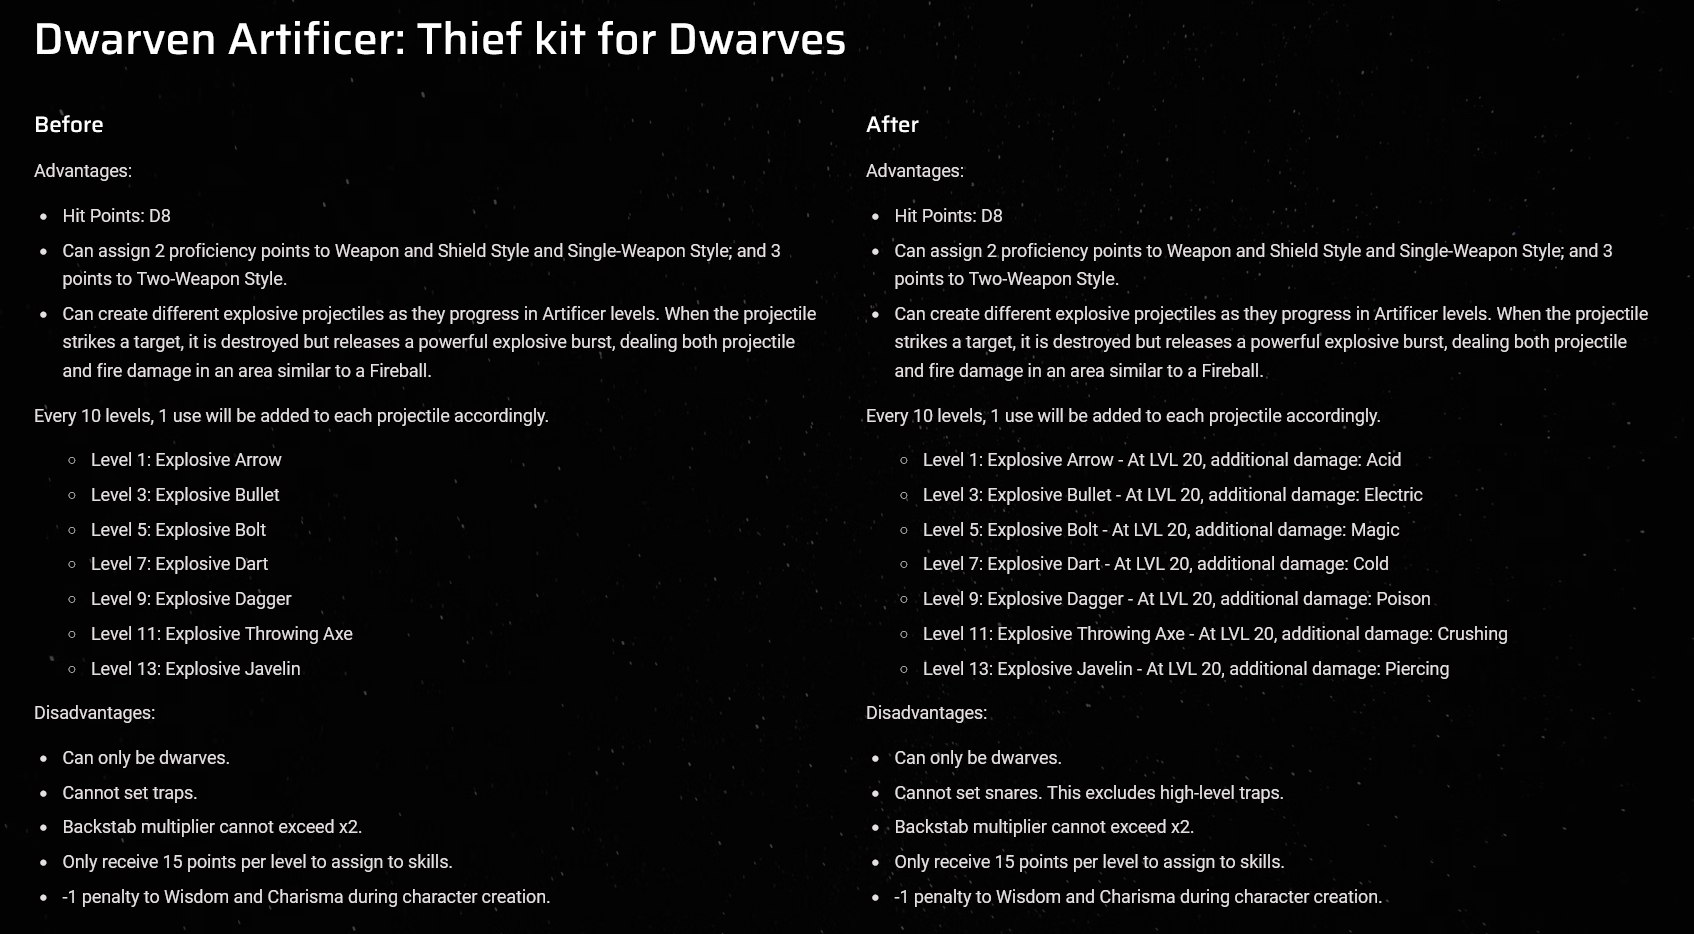 Dwarven Artificer: Thief kit for Dwarves
Before
Advantages:
Hit Points: D8
Can assign 2 proficiency points to Weapon and Shield Style and Single-Weapon Style; and 3
points to Two-Weapon Style.
Can create different explosive projectiles as they progress in Artificer levels. When the projectile
strikes a target, it is destroyed but releases a powerful explosive burst, dealing both projectile
and fire damage in an area similar to a Fireball.
Every 10 levels, 1 use will be added to each projectile accordingly.
Level 1: Explosive Arrow
Level 3: Explosive Bullet
Level 5: Explosive Bolt
Level 7: Explosive Dart
Level 9: Explosive Dagger
Level 11: Explosive Throwing Axe
Level 13: Explosive Javelin
Disadvantages:
Can only be dwarves.
Cannot set traps.
Backstab multiplier cannot exceed x2.
Only receive 15 points per level to assign to skills.
-1 penalty to Wisdom and Charisma during character creation.
After
Advantages:
Hit Points: D8
Can assign 2 proficiency points to Weapon and Shield Style and Single-Weapon Style; and 3
points to Two-Weapon Style.
Can create different explosive projectiles as they progress in Artificer levels. When the projectile
strikes a target, it is destroyed but releases a powerful explosive burst, dealing both projectile
and fire damage in an area similar to a Fireball.
Every 10 levels, 1 use will be added to each projectile accordingly.
Level 1: Explosive Arrow - At LVL 20, additional damage: Acid
Level 3: Explosive Bullet - At LVL 20, additional damage: Electric
Level 5: Explosive Bolt - At LVL 20, additional damage: Magic
Level 7: Explosive Dart - At LVL 20, additional damage: Cold
Level 9: Explosive Dagger - At LVL 20, additional damage: Poison
Level 11: Explosive Throwing Axe - At LVL 20, additional damage: Crushing
Level 13: Explosive Javelin - At LVL 20, additional damage: Piercing
Disadvantages:
Can only be dwarves.
Cannot set snares. This excludes high-level traps.
Backstab multiplier cannot exceed x2.
Only receive 15 points per level to assign to skills.
-1 penalty to Wisdom and Charisma during character creation.